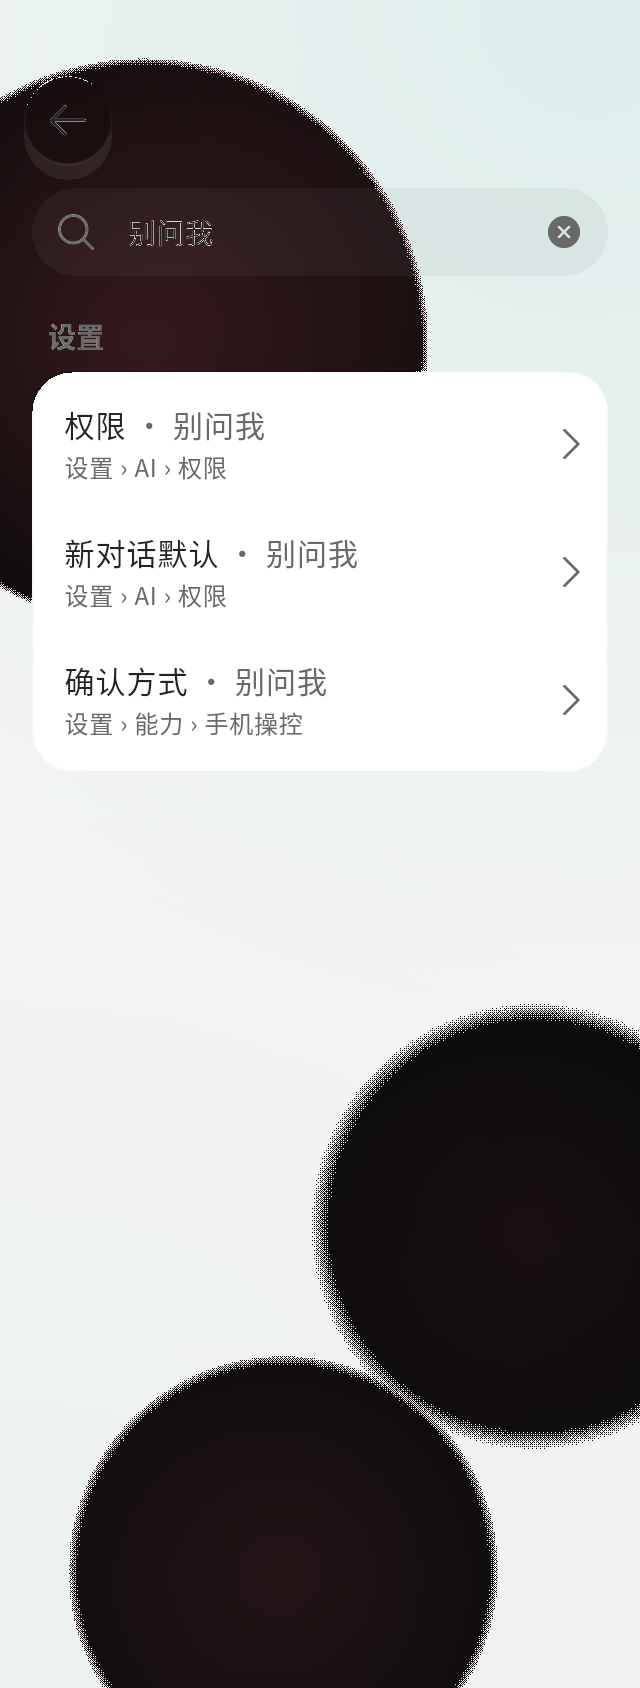 别问我
设置
权限 • 别问我
设置 › AI › 权限
新对话默认 • 别问我
设置 › AI › 权限
确认方式 • 别问我
设置 › 能力 › 手机操控